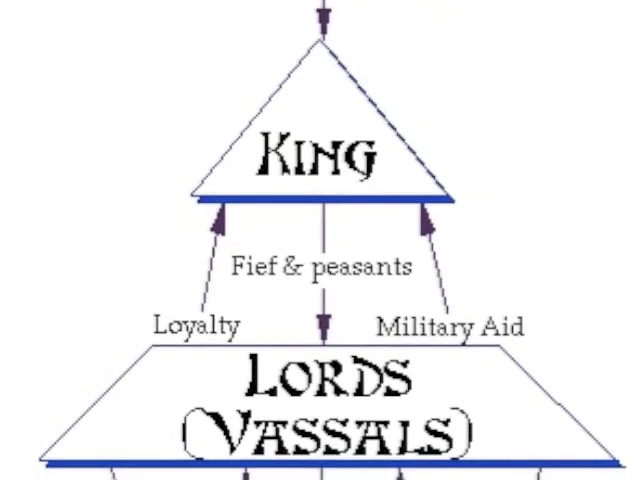 King
Fief & peasants
Loyalty
Military Aid
Lords
(Vassals)